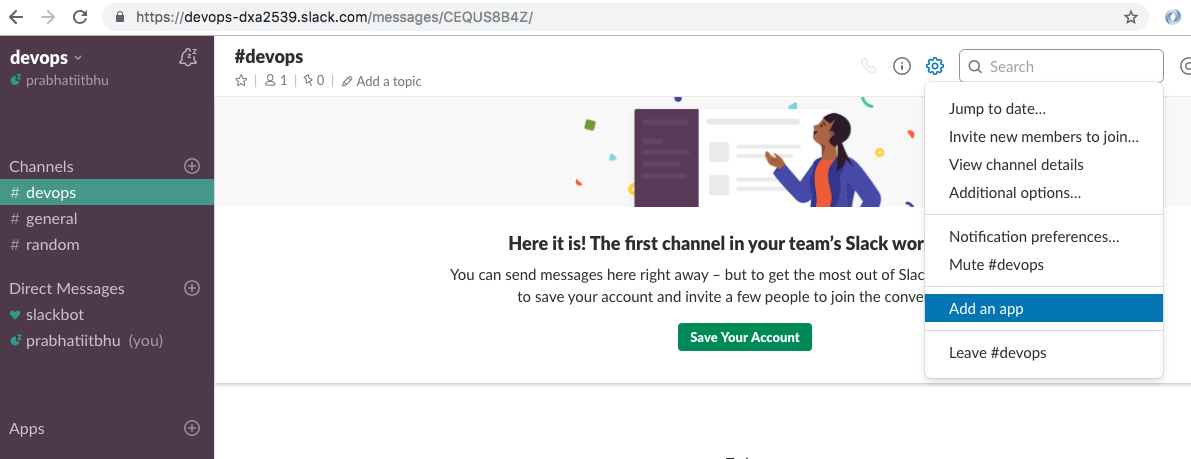 https://devops-dxa2539.slack.com/messages/CEQUS8B4Z/
devops
prabhatiitbhu
Channels
# devops
# general
# random
Direct Messages
slackbot
prabhatiitbhu (you)
Apps
#devops
1 | 0 | Add a topic
Search
Here it is! The first channel in your team's Slack wor
You can send messages here right away – but to get the most out of Slac
to save your account and invite a few people to join the conve
Save Your Account
Jump to date...
Invite new members to join...
View channel details
Additional options...
Notification preferences...
Mute #devops
Add an app
Leave #devops